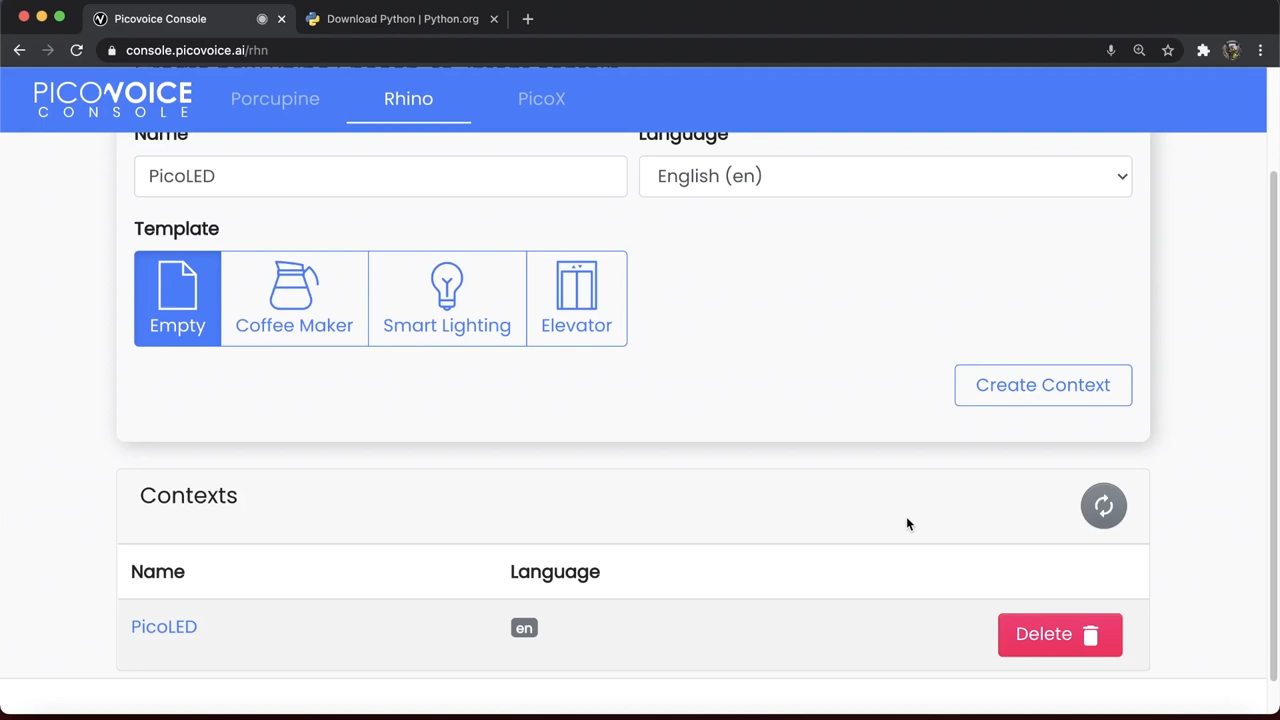 Picovoice Console
Download Python | Python.org
console.picovoice.ai/rhn
PICOVOICE
CONSOLE
Porcupine
Rhino
PicoX
Name
Language
PicoLED
English (en)
Template
Empty
Coffee Maker
Smart Lighting
Elevator
Create Context
Contexts
Name
Language
PicoLED
en
Delete